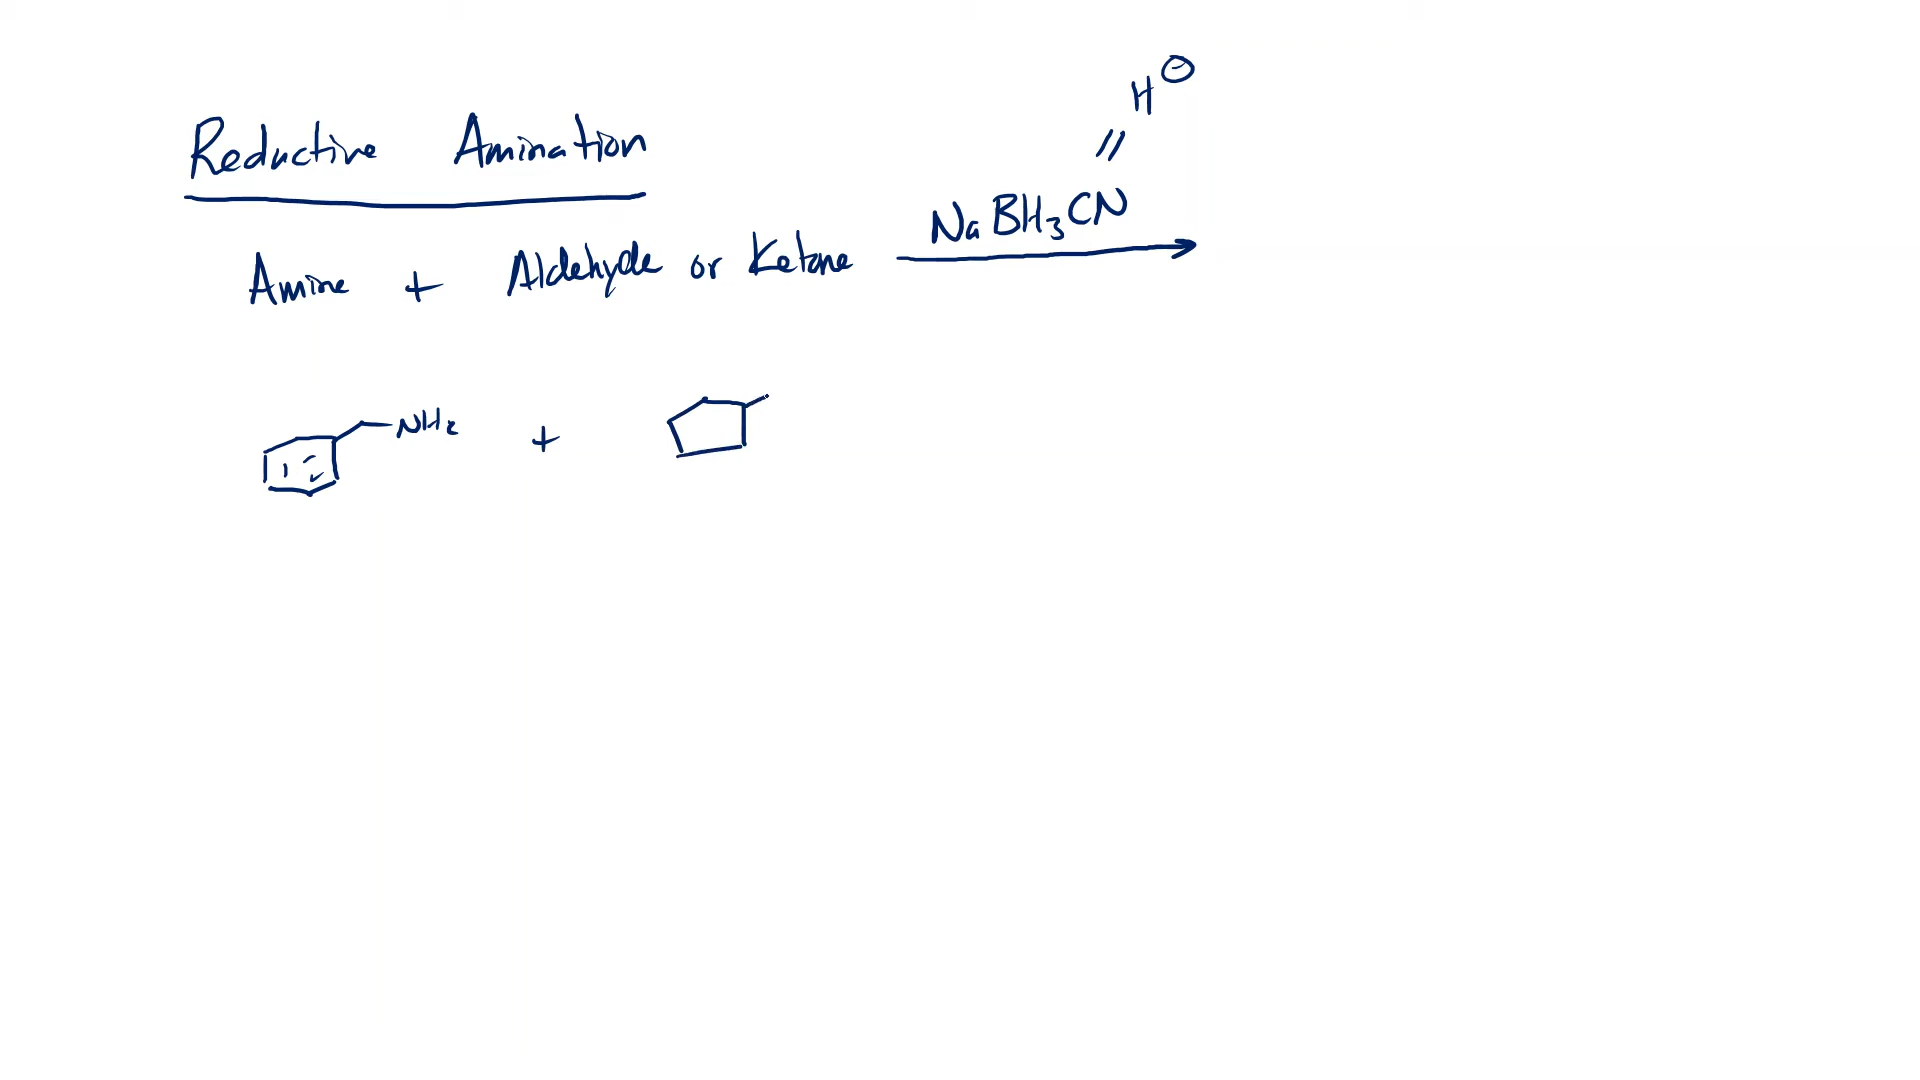 H⊖
Reductive Amination
"
NaBH₃CN
Amine + Aldehyde or Ketone
NH₂ +